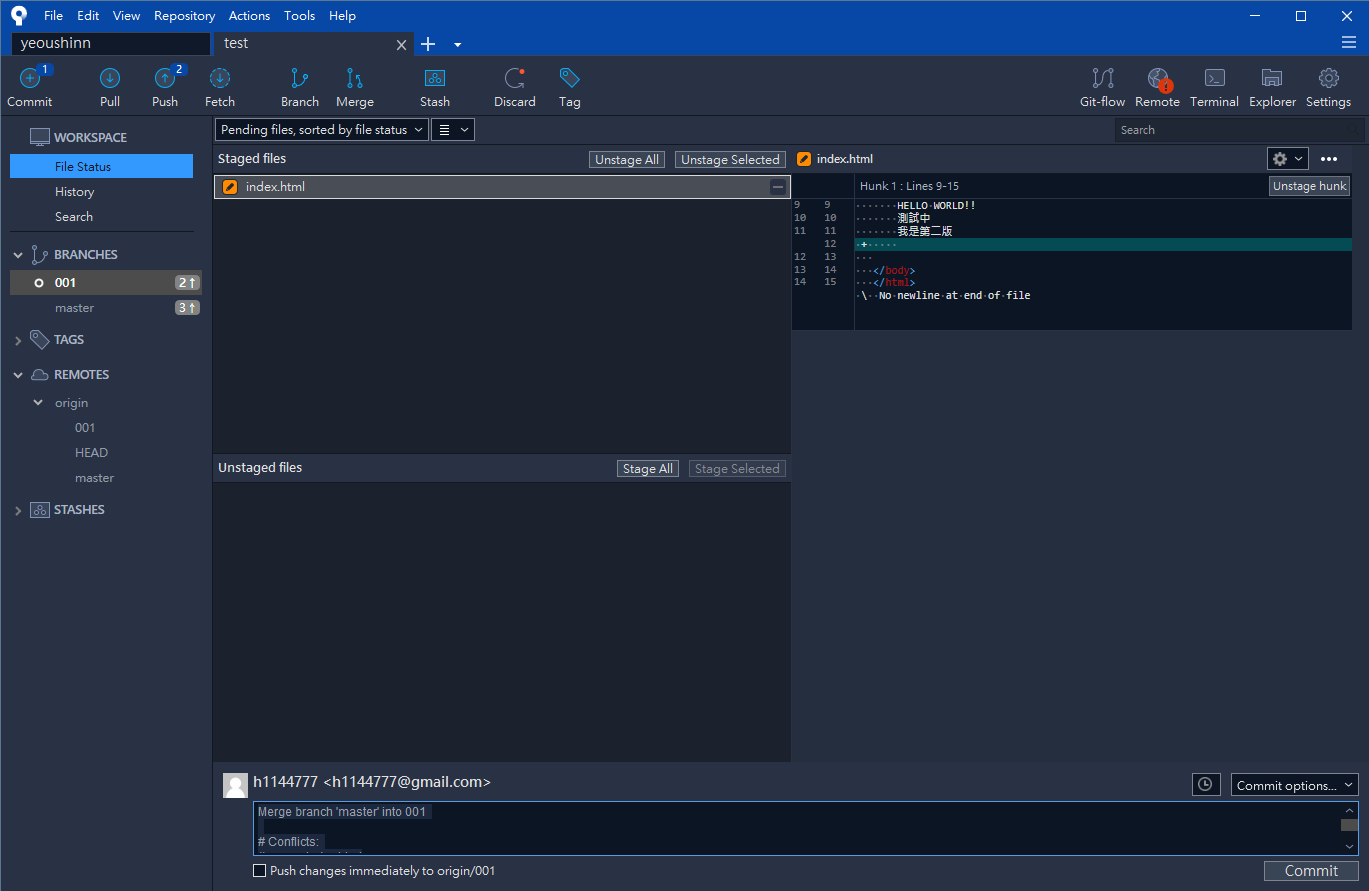 File Edit View Repository Actions Tools Help
yeoushinn
test
1
2
Commit Pull Push Fetch Branch Merge Stash Discard Tag Git-flow Remote Terminal Explorer Settings
WORKSPACE
File Status
History
Search
BRANCHES
001 2↑
master 3↑
TAGS
REMOTES
origin
001
HEAD
master
STASHES
Pending files, sorted by file status
Search
Staged files
Unstage All
Unstage Selected
index.html
Unstaged files
Stage All
Stage Selected
index.html
Hunk 1 : Lines 9-15
Unstage hunk
9 9 HELLO WORLD!!
10 10 測試中
11 11 我是第二版
12 +
12 13
13 14 </body>
14 15 </html>
\ No newline at end of file
h1144777 <h1144777@gmail.com>
Commit options...
Merge branch 'master' into 001
# Conflicts:
Push changes immediately to origin/001
Commit